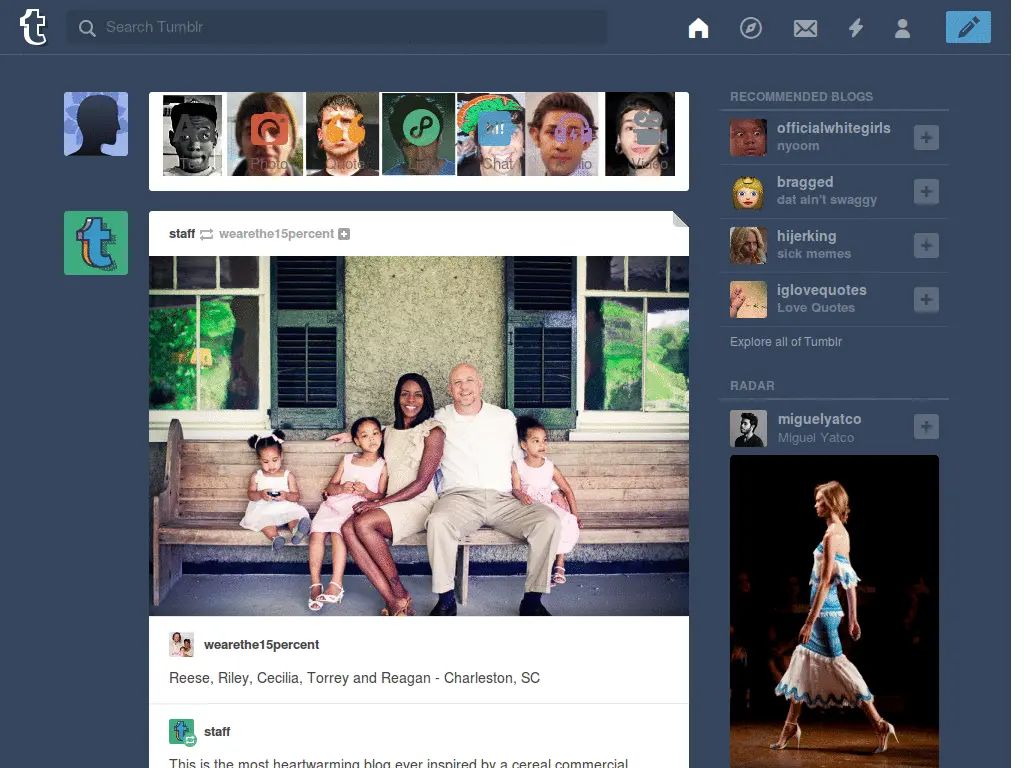 t
Search Tumblr
Text Photo Quote Link Chat Audio Video
staff wearethe15percent
wearethe15percent
Reese, Riley, Cecilia, Torrey and Reagan - Charleston, SC
staff
This is the most heartwarming blog ever inspired by a cereal commercial
RECOMMENDED BLOGS
officialwhitegirls
nyoom
bragged
dat ain't swaggy
hijerking
sick memes
iglovequotes
Love Quotes
Explore all of Tumblr
RADAR
miguelyatco
Miguel Yatco